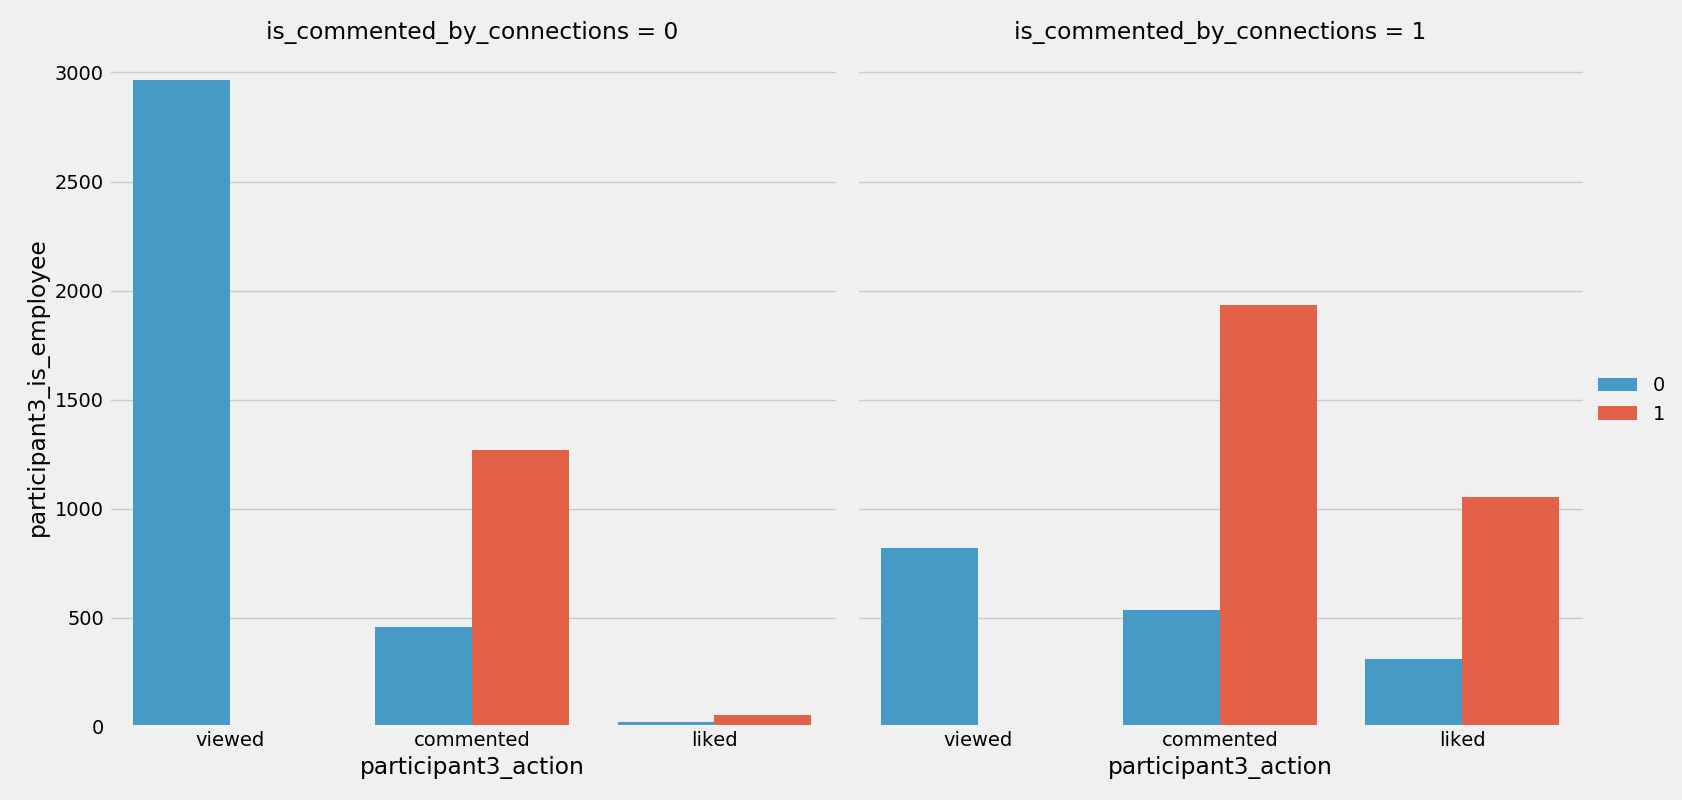 is_commented_by_connections = 0
is_commented_by_connections = 1
participant3_is_employee
3000
2500
2000
1500
1000
500
0
viewed commented liked
viewed commented liked
participant3_action
participant3_action
0
1